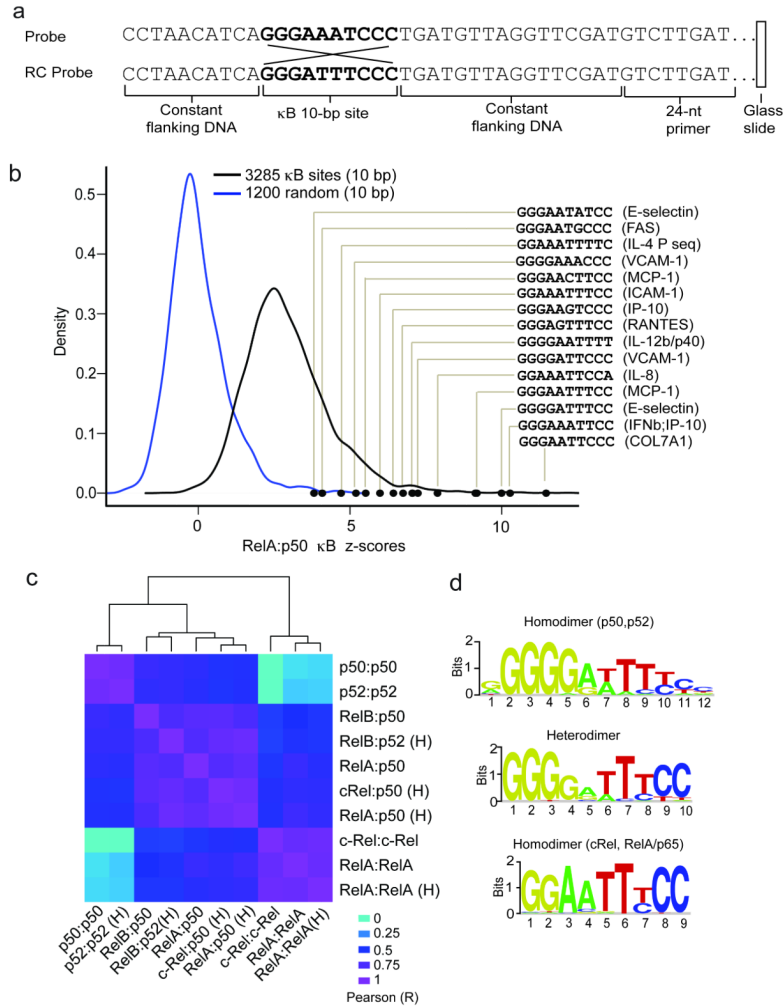 a
Probe
CCTAACATCAGGGAAATCCCTGATGTTAGGTTCGATGTCTTGAT...
RC Probe
CCTAACATCAGGGATTTCCCTGATGTTAGGTTCGATGTCTTGAT...
Constant flanking DNA
κB 10-bp site
Constant flanking DNA
24-nt primer
Glass slide
b
3285 κB sites (10 bp)
1200 random (10 bp)
Density
0.5
0.4
0.3
0.2
0.1
0.0
0
5
10
RelA:p50 κB z-scores
GGGAATATCC (E-selectin)
GGGAATGCCC (FAS)
GGAAATTTTC (IL-4 P seq)
GGGGAAACCC (VCAM-1)
GGGAACTTCC (MCP-1)
GGAAATTTCC (ICAM-1)
GGGAAGTCCC (IP-10)
GGGAGTTTCC (RANTES)
GGGGAATTTT (IL-12b/p40)
GGGGATTCCC (VCAM-1)
GGAAATTCCA (IL-8)
GGGAATTTCC (MCP-1)
GGGGATTTCC (E-selectin)
GGGAAATTCC (IFNb;IP-10)
GGGAATTCCC (COL7A1)
c
p50:p50
p52:p52
RelB:p50
RelB:p52 (H)
RelA:p50
cRel:p50 (H)
RelA:p50 (H)
c-Rel:c-Rel
RelA:RelA
RelA:RelA (H)
p50:p50
p52:p52 (H)
RelB:p50
RelB:p52(H)
RelA:p50
c-Rel:p50 (H)
RelA:p50 (H)
c-Rel:c-Rel
RelA:RelA
RelA:RelA(H)
0
0.25
0.5
0.75
1
Pearson (R)
d
Homodimer (p50,p52)
Bits
2
1
0
1 2 3 4 5 6 7 8 9 10 11 12
Heterodimer
Bits
2
1
0
1 2 3 4 5 6 7 8 9 10
Homodimer (cRel, RelA/p65)
Bits
2
1
0
1 2 3 4 5 6 7 8 9